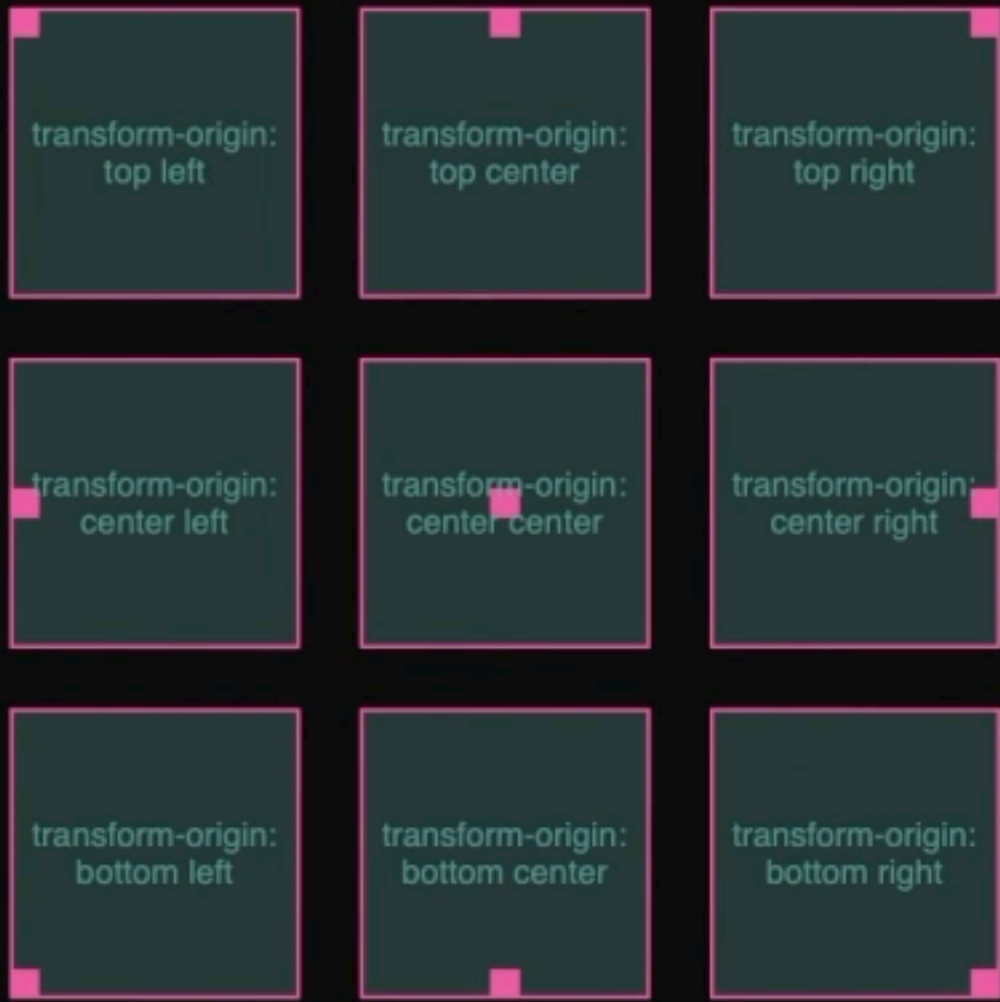 transform-origin:
top left
transform-origin:
top center
transform-origin:
top right
transform-origin:
center left
transform-origin:
center center
transform-origin:
center right
transform-origin:
bottom left
transform-origin:
bottom center
transform-origin:
bottom right